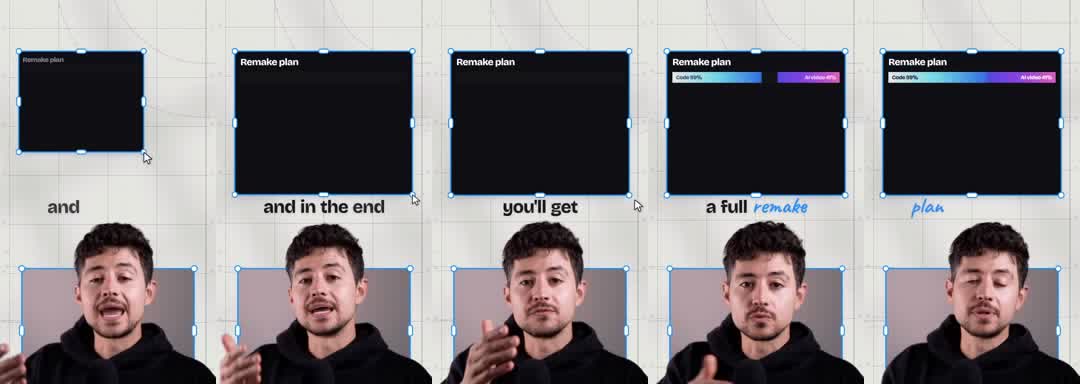 Remake plan
and
Remake plan
and in the end
Remake plan
you'll get
Remake plan
Code 59% AI video 41%
a full remake
Remake plan
Code 59% AI video 41%
plan